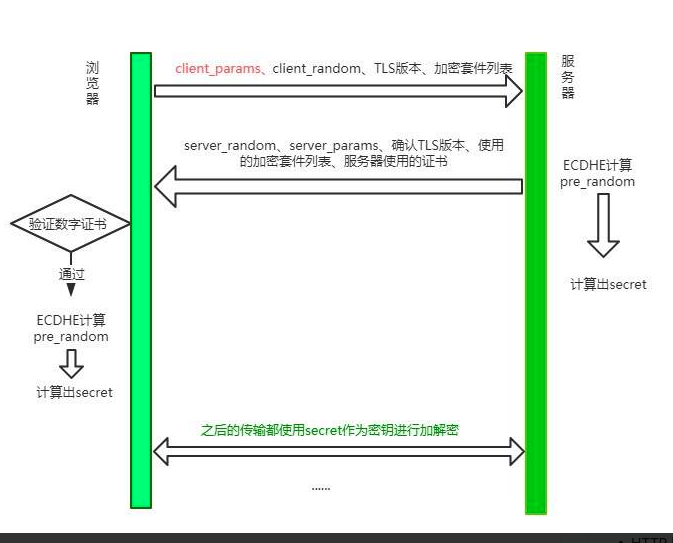 浏览器
client_params、client_random、TLS版本、加密套件列表
服务器
server_random、server_params、确认TLS版本、使用
的加密套件列表、服务器使用的证书
ECDHE计算
pre_random
计算出secret
验证数字证书
通过
ECDHE计算
pre_random
计算出secret
之后的传输都使用secret作为密钥进行加解密
......